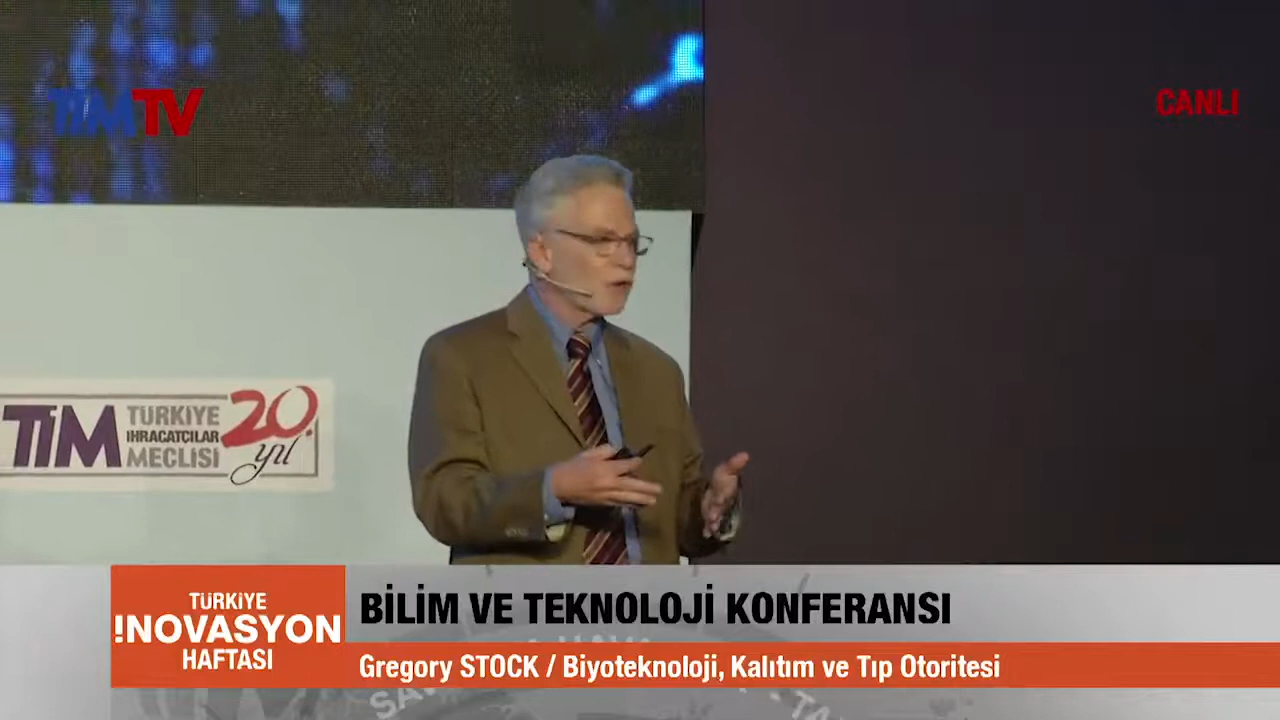 TİMTV
CANLI
TİM TÜRKİYE İHRACATÇILAR MECLİSİ 20. yıl
TÜRKİYE
!NOVASYON
HAFTASI
BİLİM VE TEKNOLOJİ KONFERANSI
Gregory STOCK / Biyoteknoloji, Kalıtım ve Tıp Otoritesi